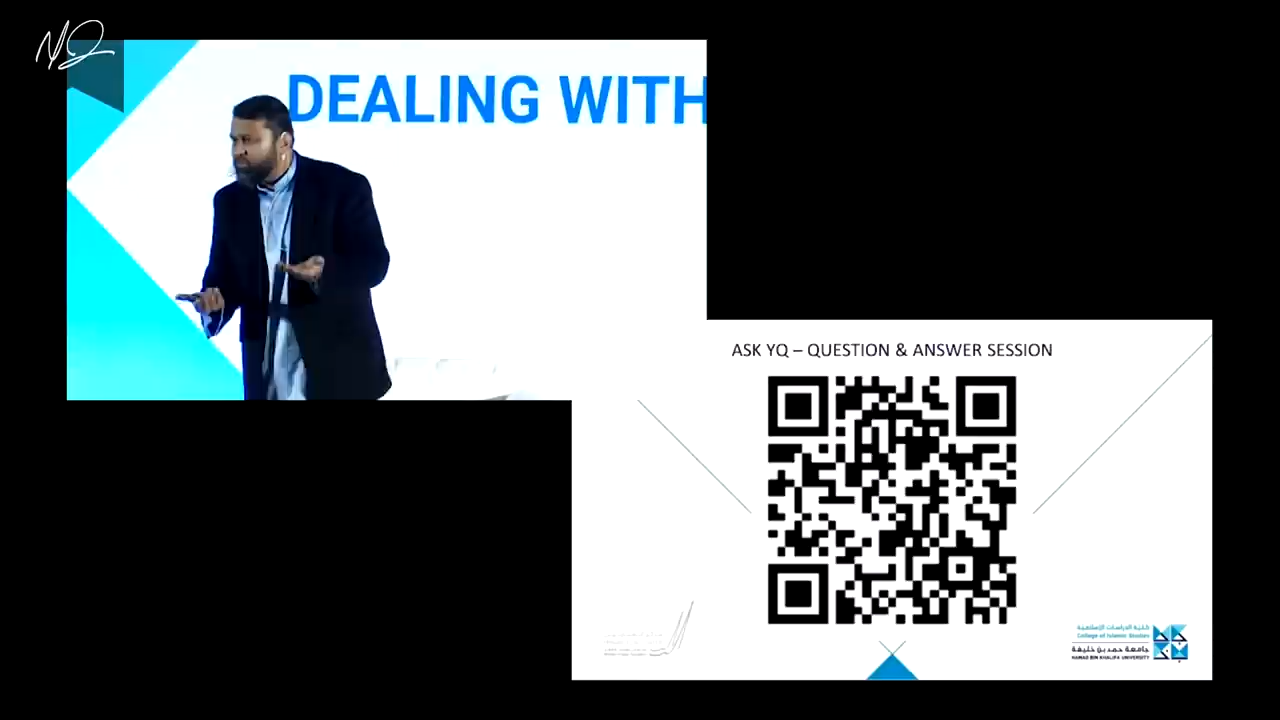 DEALING WITH
ASK YQ – QUESTION & ANSWER SESSION
كلية الدراسات الإسلامية
College of Islamic Studies
جامعة حمد بن خليفة
HAMAD BIN KHALIFA UNIVERSITY